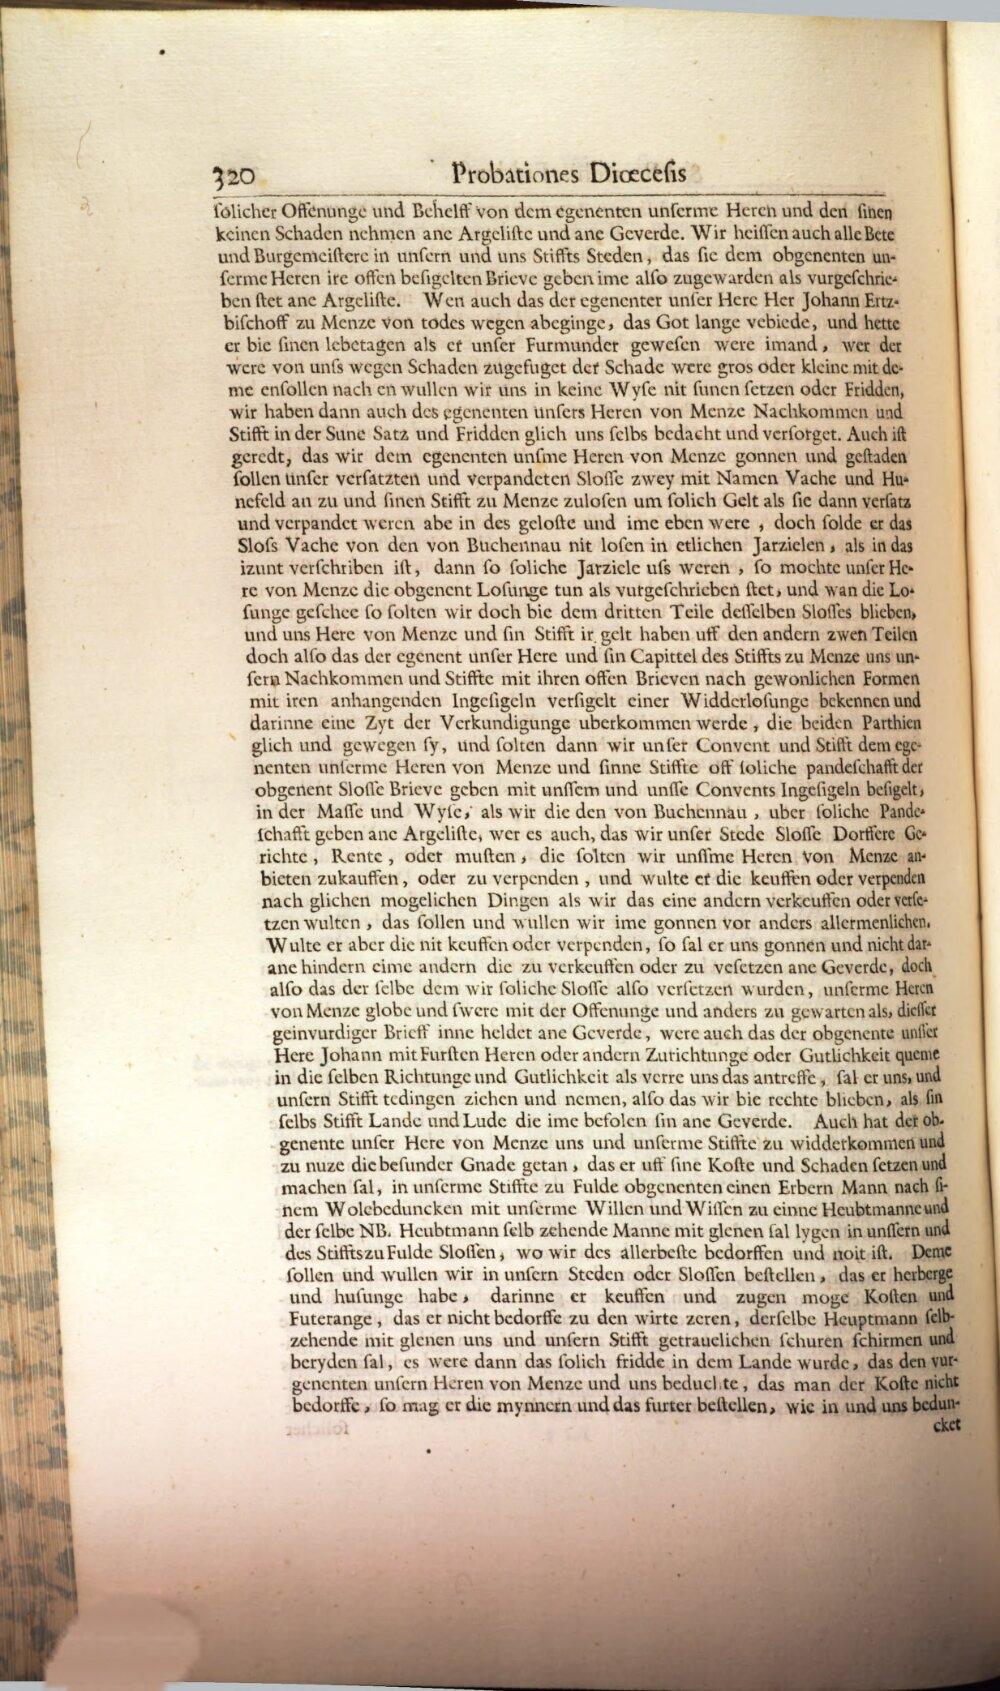 320 Probationes Diœcesis
solicher Offenunge und Behelff von dem egenenten unserme Heren und den sinen
keinen Schaden nehmen ane Argeliste und ane Geverde. Wir heissen auch alle Bete
und Burgemeistere in unsern und uns Stiffts Steden, das sie dem obgenenten un-
serme Heren ire offen besigelten Brieve geben ime also zugewarden als vurgeschrie-
ben stet ane Argeliste. Wen auch das der egenenter unser Here Her Johann Ertz-
bischoff zu Menze von todes wegen abeginge, das Got lange vebiede, und hette
er bie sinen lebetagen als er unser Furmunder gewesen were imand, wer der
were von unss wegen Schaden zugefuget der Schade were gros oder kleine mit de-
me ensollen nach en wullen wir uns in keine Wyse nit sunen setzen oder Fridden,
wir haben dann auch des egenenten unsers Heren von Menze Nachkommen und
Stifft in der Sune Satz und Fridden glich uns selbs bedacht und versorget. Auch ist
geredt, das wir dem egenenten unsme Heren von Menze gonnen und gestaden
sollen unser versatzten und verpandeten Slosse zwey mit Namen Vache und Hu-
nefeld an zu und sinen Stifft zu Menze zulosen um solich Gelt als sie dann versatz
und verpandet weren abe in des geloste und ime eben were, doch solde er das
Sloss Vache von den von Buchennau nit losen in etlichen Jarzielen, als in das
izunt verschriben ist, dann so soliche Jarziele uss weren, so mochte unser He-
re von Menze die obgenent Losunge tun als vurgeschrieben stet, und wan die Lo-
sunge geschee so solten wir doch bie dem dritten Teile desselben Slosses blieben,
und uns Here von Menze und sin Stifft ir gelt haben uff den andern zwen Teilen
doch also das der egenent unser Here und sin Capittel des Stiffts zu Menze uns un-
sern Nachkommen und Stiffte mit ihren offen Brieven nach gewonlichen Formen
mit iren anhangenden Ingesigeln versigelt einer Widderlosunge bekennen und
darinne eine Zyt der Verkundigunge uberkommen werde, die beiden Parthien
glich und gewegen sy, und solten dann wir unser Convent und Stifft dem ege-
nenten unserme Heren von Menze und sinne Stiffte off soliche pandeschafft der
obgenent Slosse Brieve geben mit unssem und unsse Convents Ingesigeln besigelt,
in der Masse und Wyse, als wir die den von Buchennau, uber soliche Pande-
schafft geben ane Argeliste, wer es auch, das wir unser Stede Slosse Dorffere Ge-
richte, Rente, oder musten, die solten wir unssme Heren von Menze an-
bieten zukauffen, oder zu verpenden, und wulte er die keuffen oder verpenden
nach glichen mogelichen Dingen als wir das eine andern verkeuffen oder verse-
tzen wulten, das sollen und wullen wir ime gonnen vor anders allermenlichen.
Wulte er aber die nit keuffen oder verpenden, so sal er uns gonnen und nicht dar-
ane hindern eime andern die zu verkeuffen oder zu vesetzen ane Geverde, doch
also das der selbe dem wir soliche Slosse also versetzen wurden, unserme Heren
von Menze globe und swere mit der Offenunge und anders zu gewarten als, diesser
geinvurdiger Brieff inne heldet ane Geverde, were auch das der obgenente unsser
Here Johann mit Fursten Heren oder andern Zurichtunge oder Gutlichkeit queme
in die selben Richtunge und Gutlichkeit als verre uns das antreffe, sal er uns, und
unsern Stifft tedingen ziehen und nemen, also das wir bie rechte blieben, als sin
selbs Stifft Lande und Lude die ime befolen sin ane Geverde. Auch hat der ob-
genente unser Here von Menze uns und unserme Stiffte zu widderkommen und
zu nuze die besunder Gnade getan, das er uff sine Koste und Schaden setzen und
machen sal, in unserme Stiffte zu Fulde obgenenten einen Erbern Mann nach si-
nem Wolebeduncken mit unserme Willen und Wissen zu einne Heubtmanne und
der selbe NB. Heubtmann selb zehende Manne mit glenen sal lygen in unssern und
des Stiffts zu Fulde Slossen, wo wir des allerbeste bedorffen und noit ist. Deme
sollen und wullen wir in unsern Steden oder Slossen bestellen, das er herberge
und husunge habe, darinne er keuffen und zugen moge Kosten und
Futerange, das er nicht bedorffe zu den wirte zeren, derselbe Heuptmann selb-
zehende mit glenen uns und unsern Stifft getrauelichen schuren schirmen und
beryden sal, es were dann das solich fridde in dem Lande wurde, das den vur-
genenten unsern Heren von Menze und uns beduchte, das man der Koste nicht
bedorffe, so mag er die mynnern und das furter bestellen, wie in und uns bedun-
cket